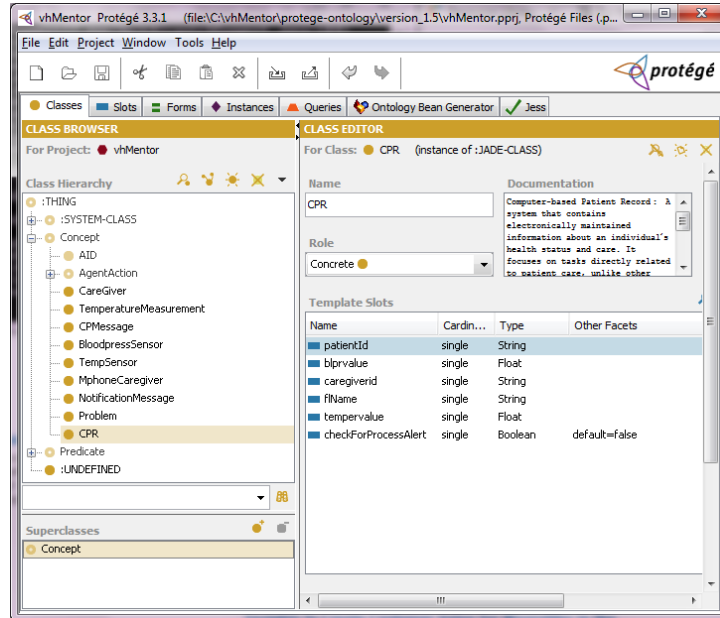 vhMentor Protégé 3.3.1 (file:\C:\vhMentor\protege-ontology\version_1.5\vhMentor.pprj, Protégé Files (.p...
File Edit Project Window Tools Help
protégé
Classes Slots Forms Instances Queries Ontology Bean Generator Jess
CLASS BROWSER
For Project: vhMentor
Class Hierarchy
:THING
:SYSTEM-CLASS
Concept
AID
AgentAction
CareGiver
TemperatureMeasurement
CPMessage
BloodpressSensor
TempSensor
MphoneCaregiver
NotificationMessage
Problem
CPR
Predicate
:UNDEFINED
Superclasses
Concept
CLASS EDITOR
For Class: CPR (instance of :JADE-CLASS)
Name
CPR
Role
Concrete
Documentation
Computer-based Patient Record: A
system that contains
electronically maintained
information about an individual´s
health status and care. It
focuses on tasks directly related
to patient care, unlike other
Template Slots
Name Cardin... Type Other Facets
patientId single String
blprvalue single Float
caregiverid single String
flName single String
tempervalue single Float
checkForProcessAlert single Boolean default=false